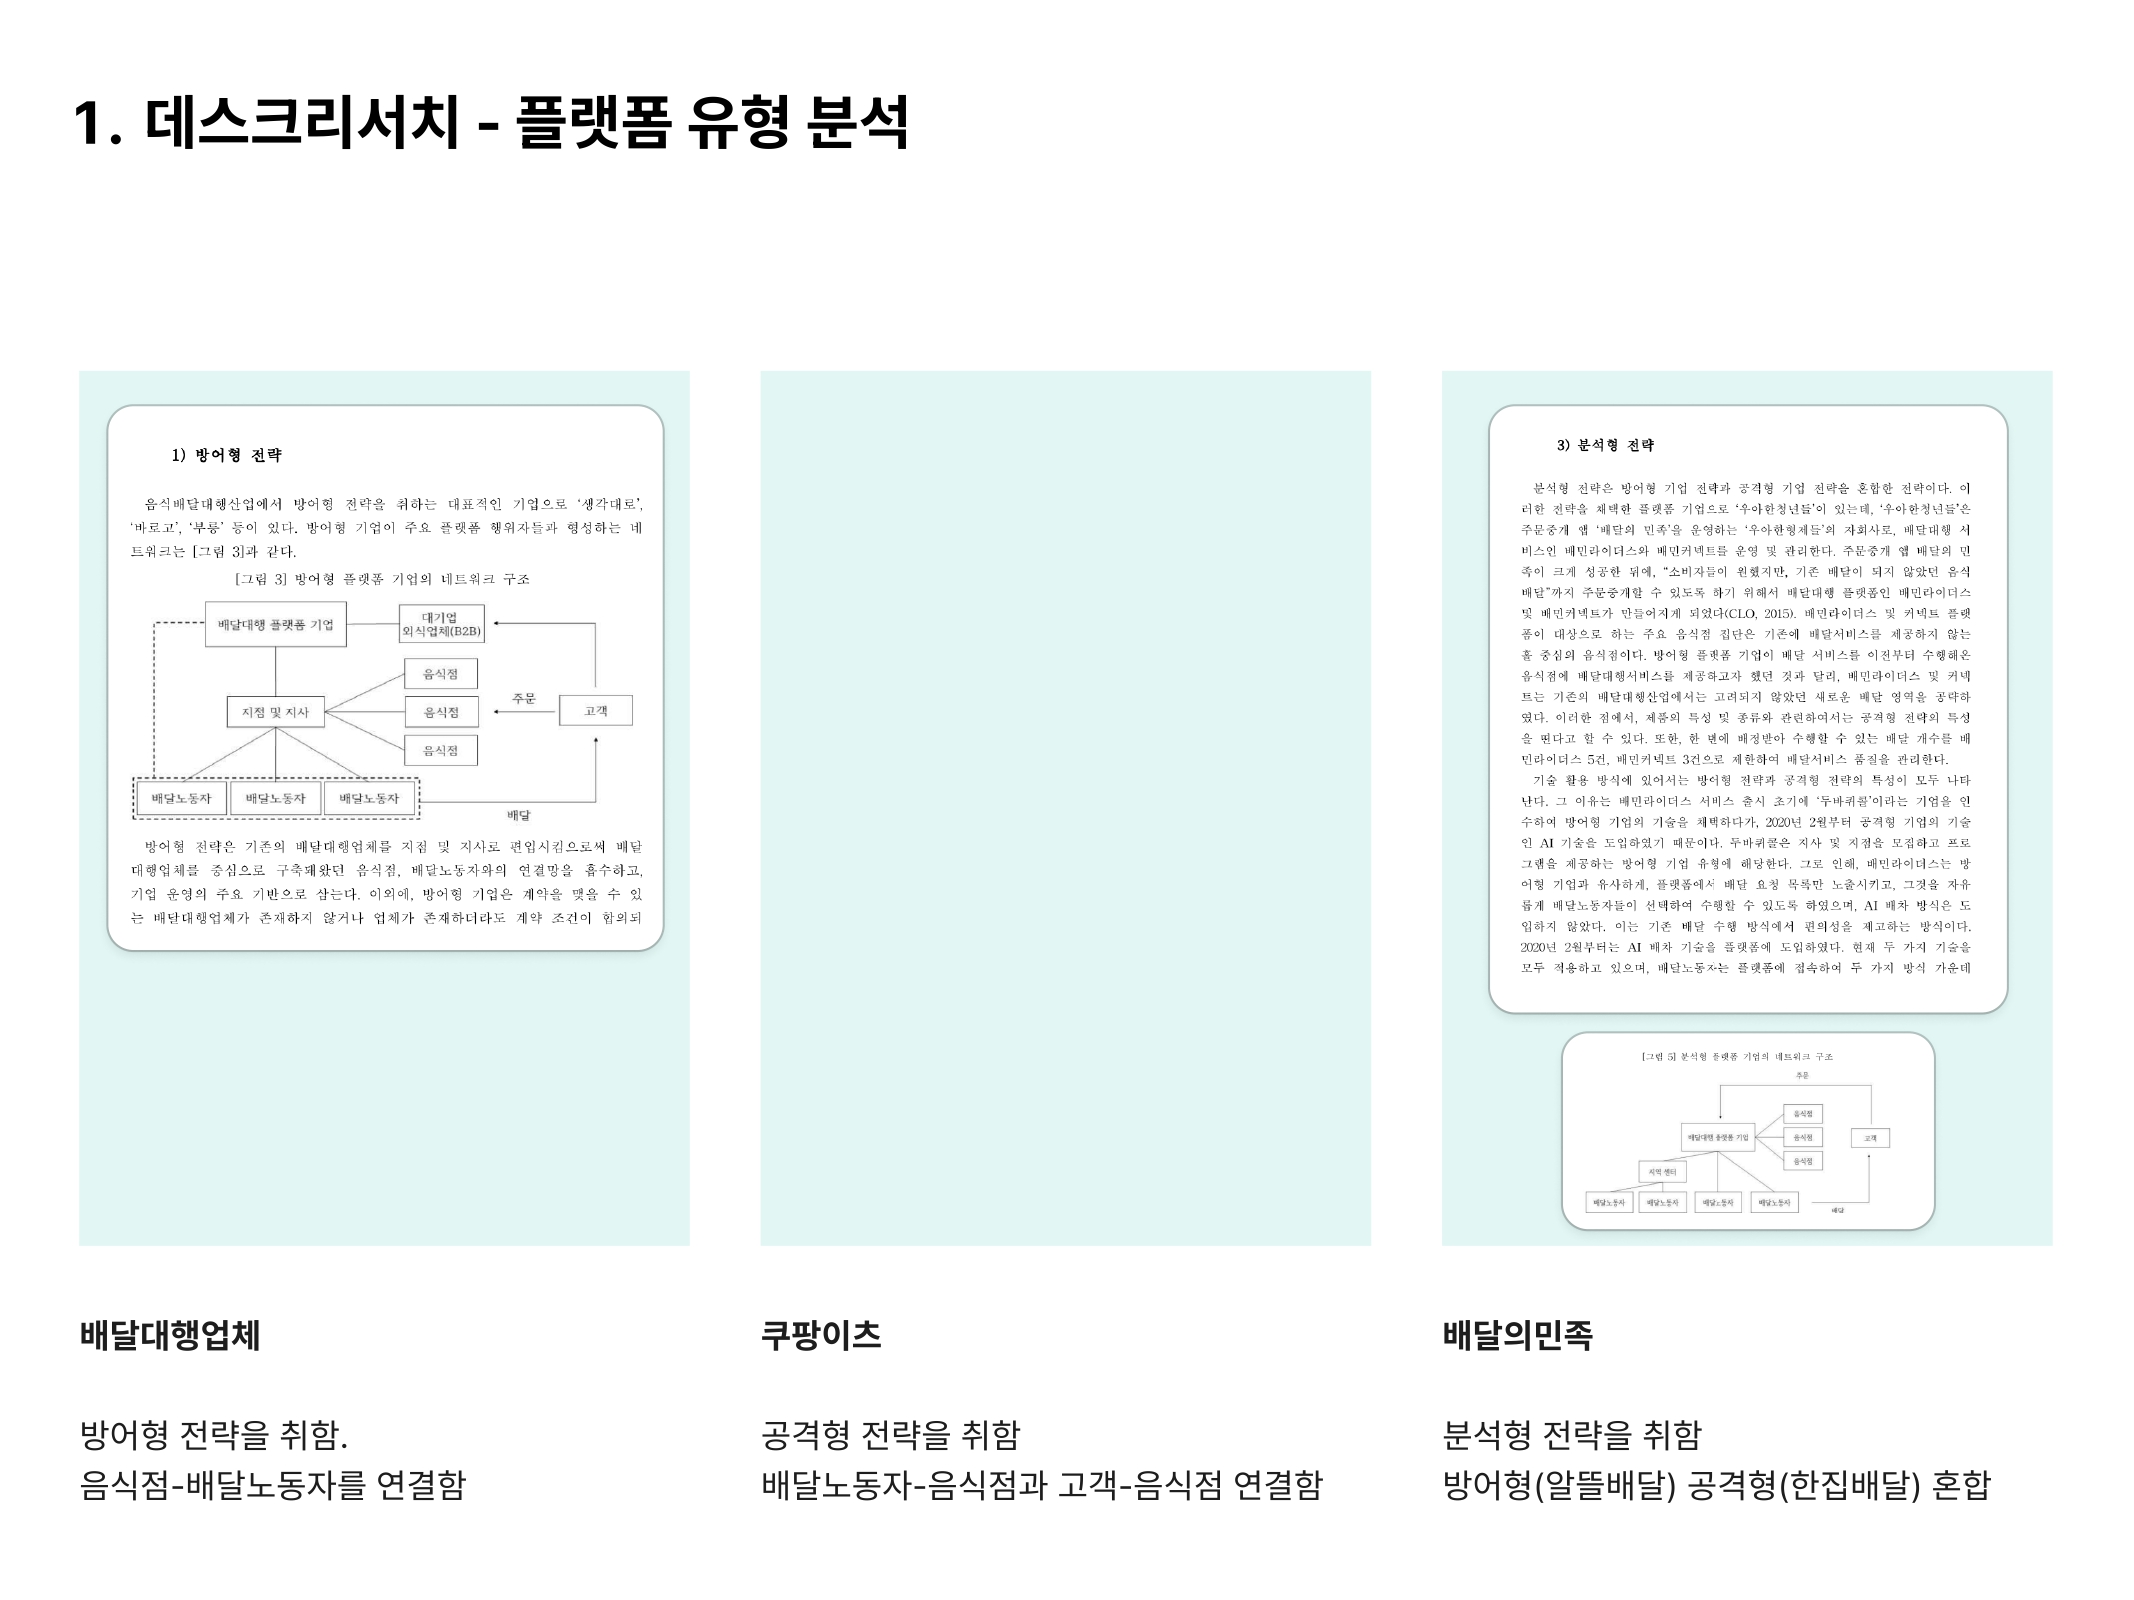 1. 데스크리서치 - 플랫폼 유형 분석
1) 방어형 전략
음식배달대행산업에서 방어형 전략을 취하는 대표적인 기업으로 ‘생각대로’,
‘바로고’, ‘부릉’ 등이 있다. 방어형 기업이 주요 플랫폼 행위자들과 형성하는 네
트워크는 [그림 3]과 같다.
[그림 3] 방어형 플랫폼 기업의 네트워크 구조
배달대행 플랫폼 기업
대기업
외식업체(B2B)
음식점
지점 및 지사
음식점
주문
고객
음식점
배달노동자
배달노동자
배달노동자
배달
방어형 전략은 기존의 배달대행업체를 지점 및 지사로 편입시킴으로써 배달
대행업체를 중심으로 구축돼왔던 음식점, 배달노동자와의 연결망을 흡수하고,
기업 운영의 주요 기반으로 삼는다. 이외에, 방어형 기업은 계약을 맺을 수 있
는 배달대행업체가 존재하지 않거나 업체가 존재하더라도 계약 조건이 합의되
3) 분석형 전략
분석형 전략은 방어형 기업 전략과 공격형 기업 전략을 혼합한 전략이다. 이
러한 전략을 채택한 플랫폼 기업으로 ‘우아한청년들’이 있는데, ‘우아한청년들’은
주문중개 앱 ‘배달의 민족’을 운영하는 ‘우아한형제들’의 자회사로, 배달대행 서
비스인 배민라이더스와 배민커넥트를 운영 및 관리한다. 주문중개 앱 배달의 민
족이 크게 성공한 뒤에, “소비자들이 원했지만, 기존 배달이 되지 않았던 음식
배달”까지 주문중개할 수 있도록 하기 위해서 배달대행 플랫폼인 배민라이더스
및 배민커넥트가 만들어지게 되었다(CLO, 2015). 배민라이더스 및 커넥트 플랫
폼이 대상으로 하는 주요 음식점 집단은 기존에 배달서비스를 제공하지 않는
홀 중심의 음식점이다. 방어형 플랫폼 기업이 배달 서비스를 이전부터 수행해온
음식점에 배달대행서비스를 제공하고자 했던 것과 달리, 배민라이더스 및 커넥
트는 기존의 배달대행산업에서는 고려되지 않았던 새로운 배달 영역을 공략하
였다. 이러한 점에서, 제품의 특성 및 종류와 관련하여서는 공격형 전략의 특성
을 띈다고 할 수 있다. 또한, 한 번에 배정받아 수행할 수 있는 배달 개수를 배
민라이더스 5건, 배민커넥트 3건으로 제한하여 배달서비스 품질을 관리한다.
기술 활용 방식에 있어서는 방어형 전략과 공격형 전략의 특성이 모두 나타
난다. 그 이유는 배민라이더스 서비스 출시 초기에 ‘두바퀴콜’이라는 기업을 인
수하여 방어형 기업의 기술을 채택하다가, 2020년 2월부터 공격형 기업의 기술
인 AI 기술을 도입하였기 때문이다. 두바퀴콜은 지사 및 지점을 모집하고 프로
그램을 제공하는 방어형 기업 유형에 해당한다. 그로 인해, 배민라이더스는 방
어형 기업과 유사하게, 플랫폼에서 배달 요청 목록만 노출시키고, 그것을 자유
롭게 배달노동자들이 선택하여 수행할 수 있도록 하였으며, AI 배차 방식은 도
입하지 않았다. 이는 기존 배달 수행 방식에서 편의성을 제고하는 방식이다.
2020년 2월부터는 AI 배차 기술을 플랫폼에 도입하였다. 현재 두 가지 기술을
모두 적용하고 있으며, 배달노동자는 플랫폼에 접속하여 두 가지 방식 가운데
[그림 5] 분석형 플랫폼 기업의 네트워크 구조
주문
음식점
배달대행 플랫폼 기업
음식점
고객
음식점
지역 센터
배달노동자
배달노동자
배달노동자
배달노동자
배달
배달대행업체
방어형 전략을 취함.
음식점-배달노동자를 연결함
쿠팡이츠
공격형 전략을 취함
배달노동자-음식점과 고객-음식점 연결함
배달의민족
분석형 전략을 취함
방어형(알뜰배달) 공격형(한집배달) 혼합